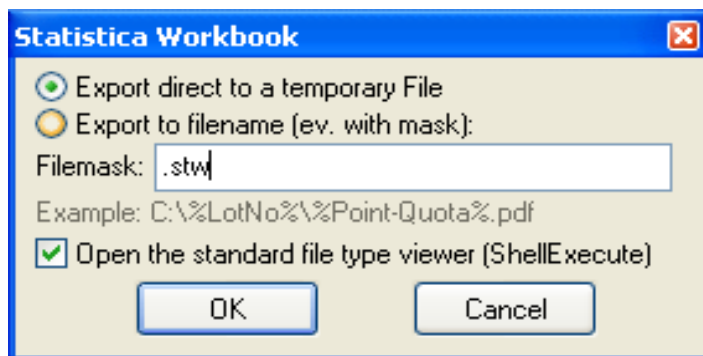 Statistica Workbook
Export direct to a temporary File
Export to filename (ev. with mask):
Filemask: .stw
Example: C:\%LotNo%\%Point-Quota%.pdf
Open the standard file type viewer (ShellExecute)
OK Cancel